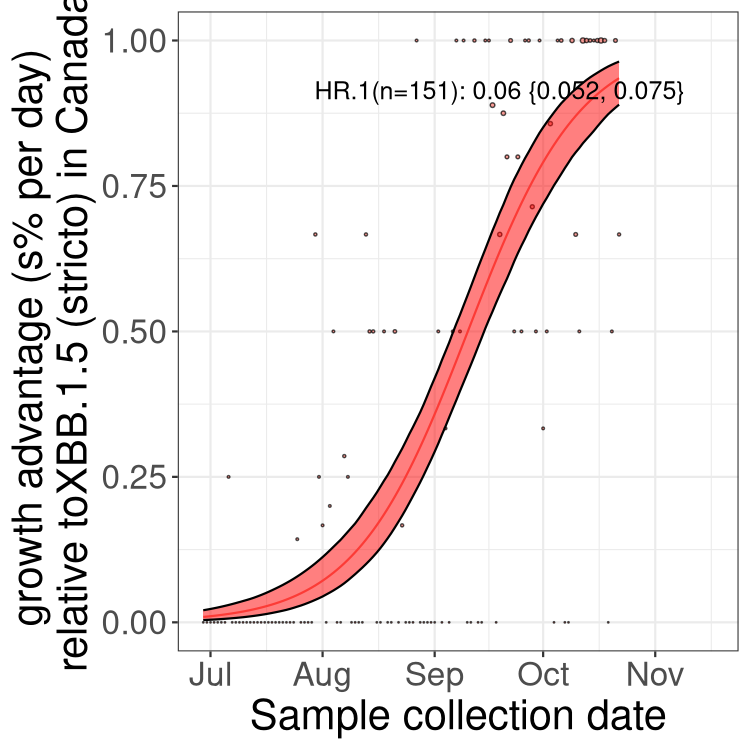 growth advantage (s% per day)
relative toXBB.1.5 (stricto) in Canada
1.00
0.75
0.50
0.25
0.00
HR.1(n=151): 0.06 {0.052, 0.075}
Jul Aug Sep Oct Nov
Sample collection date